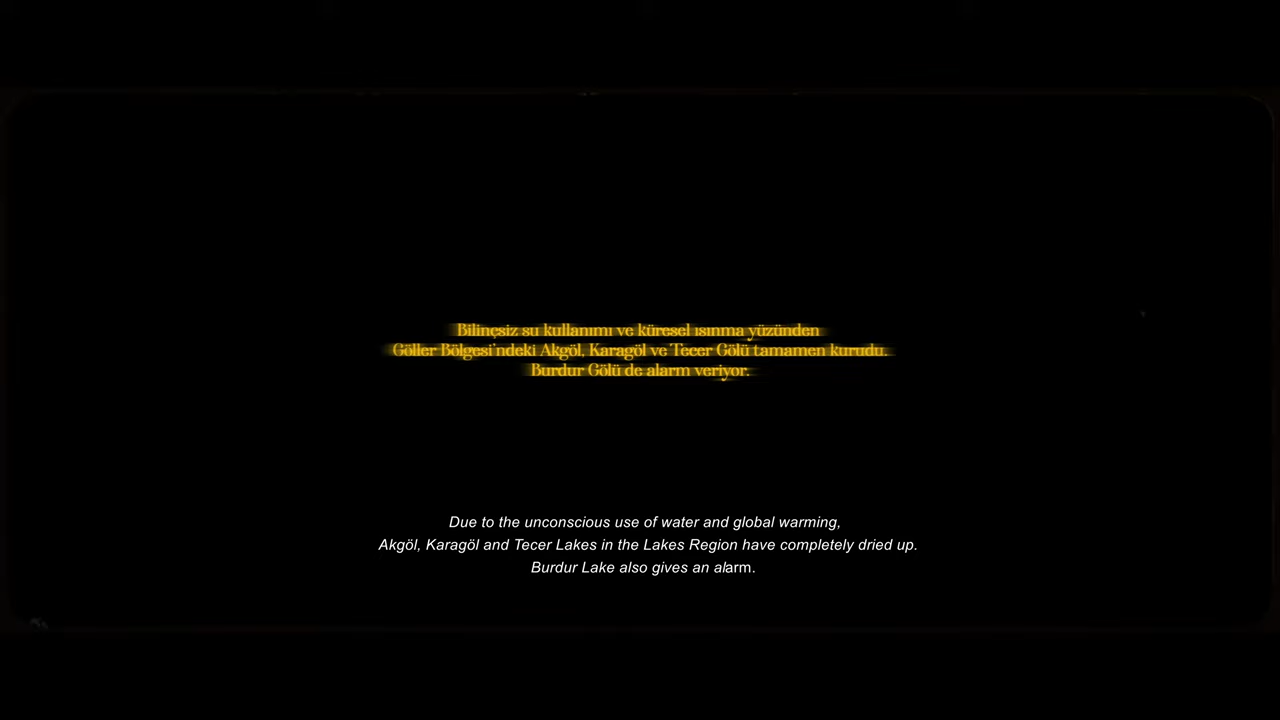 Bilinçsiz su kullanımı ve küresel ısınma yüzünden
Göller Bölgesi'ndeki Akgöl, Karagöl ve Tecer Gölü tamamen kurudu.
Burdur Gölü de alarm veriyor.
Due to the unconscious use of water and global warming,
Akgöl, Karagöl and Tecer Lakes in the Lakes Region have completely dried up.
Burdur Lake also gives an alarm.